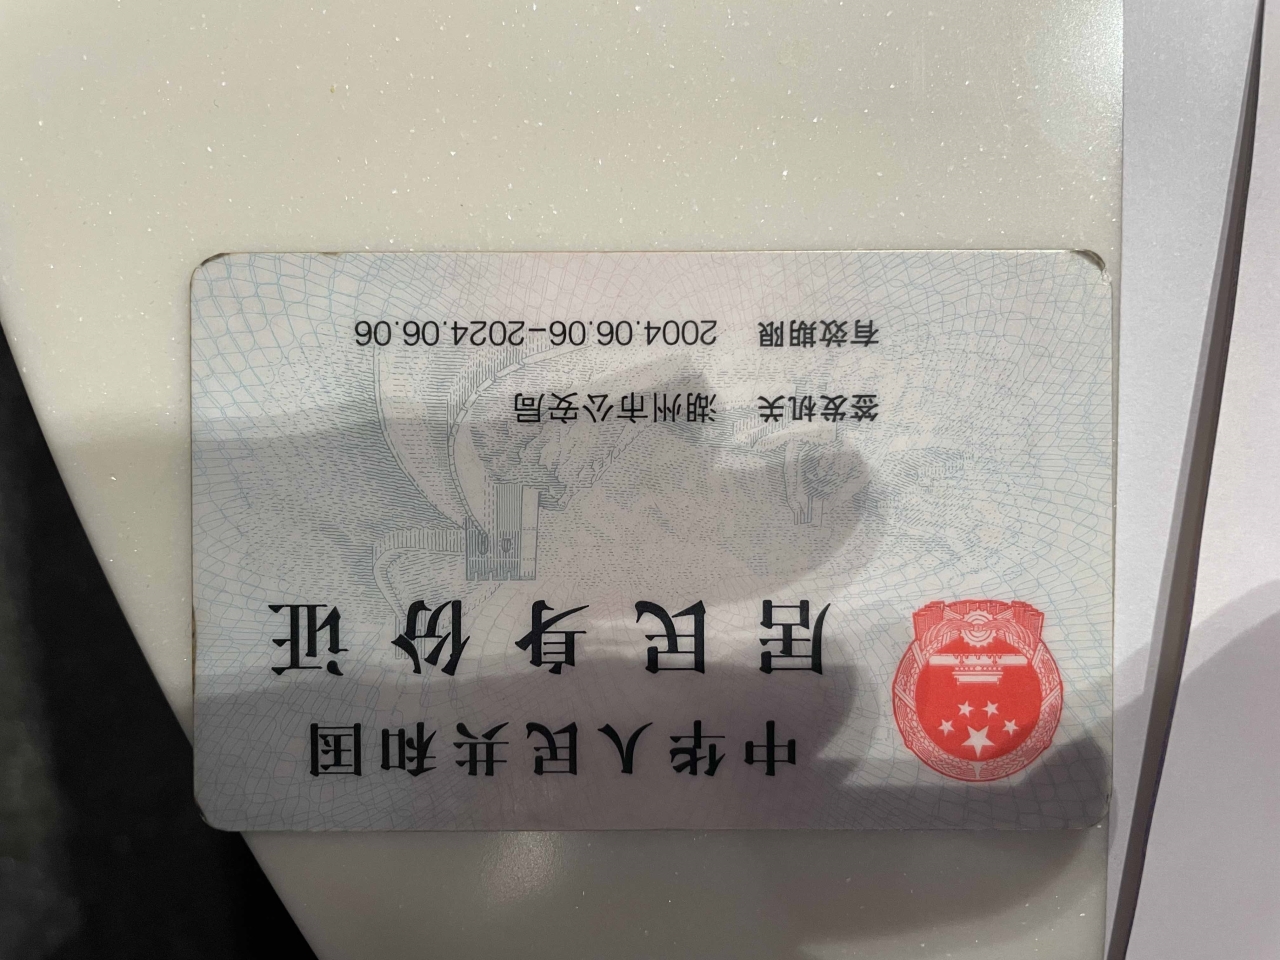 中华人民共和国
居民身份证
签发机关 湖州市公安局
有效期限 2004.06.06-2024.06.06